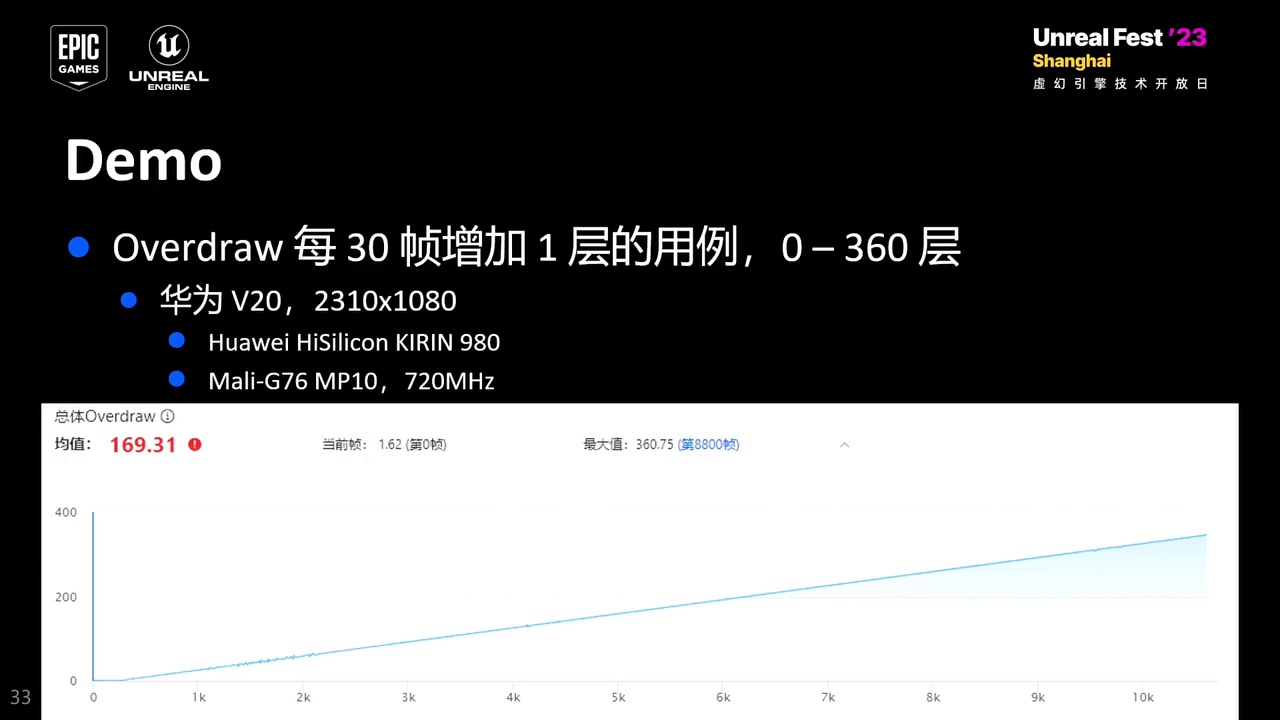 EPIC
GAMES
UNREAL
ENGINE
Unreal Fest '23
Shanghai
虚幻引擎技术开放日
Demo
Overdraw 每 30 帧增加 1 层的用例，0 – 360 层
华为 V20，2310x1080
Huawei HiSilicon KIRIN 980
Mali-G76 MP10，720MHz
总体Overdraw
均值： 169.31 当前帧： 1.62 (第0帧) 最大值： 360.75 (第8800帧)
400
200
0
0 1k 2k 3k 4k 5k 6k 7k 8k 9k 10k
33